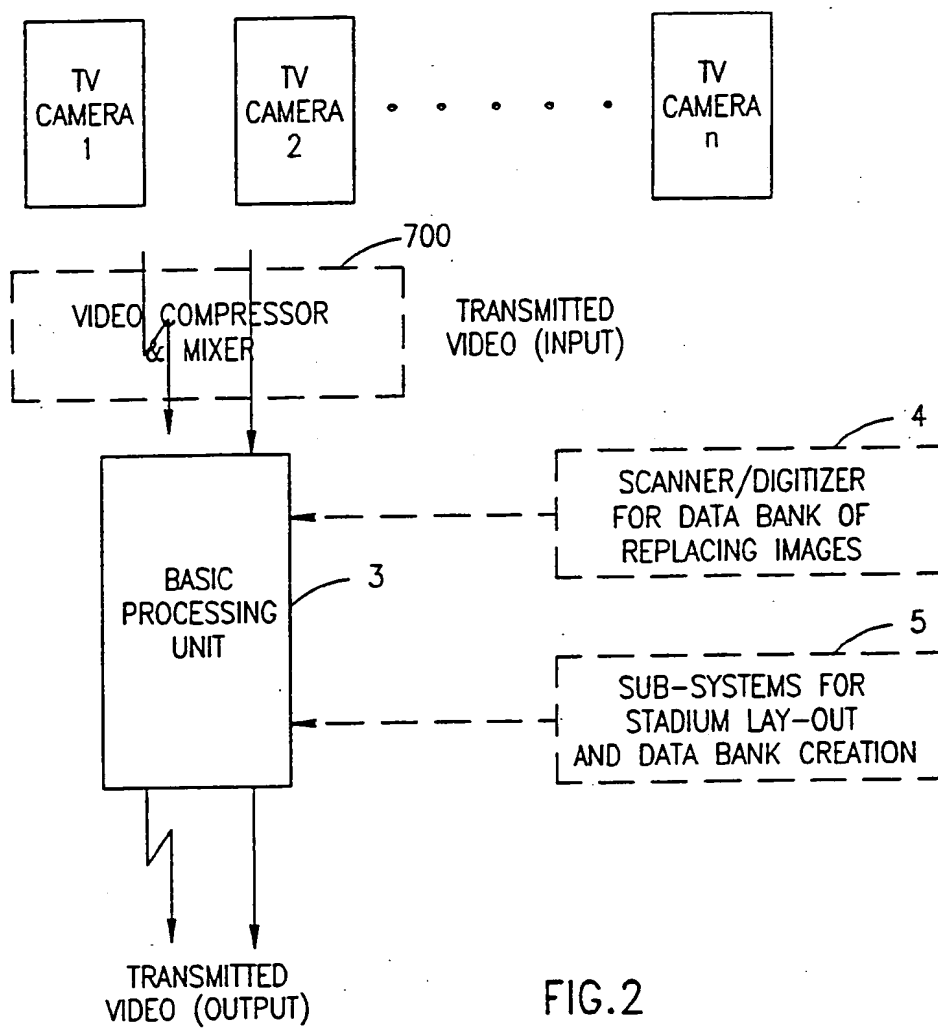 TV
CAMERA
1
TV
CAMERA
2
TV
CAMERA
n
700
VIDEO COMPRESSOR
& MIXER
TRANSMITTED
VIDEO (INPUT)
4
SCANNER/DIGITIZER
FOR DATA BANK OF
REPLACING IMAGES
BASIC
PROCESSING
UNIT
3
5
SUB-SYSTEMS FOR
STADIUM LAY-OUT
AND DATA BANK CREATION
TRANSMITTED
VIDEO (OUTPUT)
FIG.2